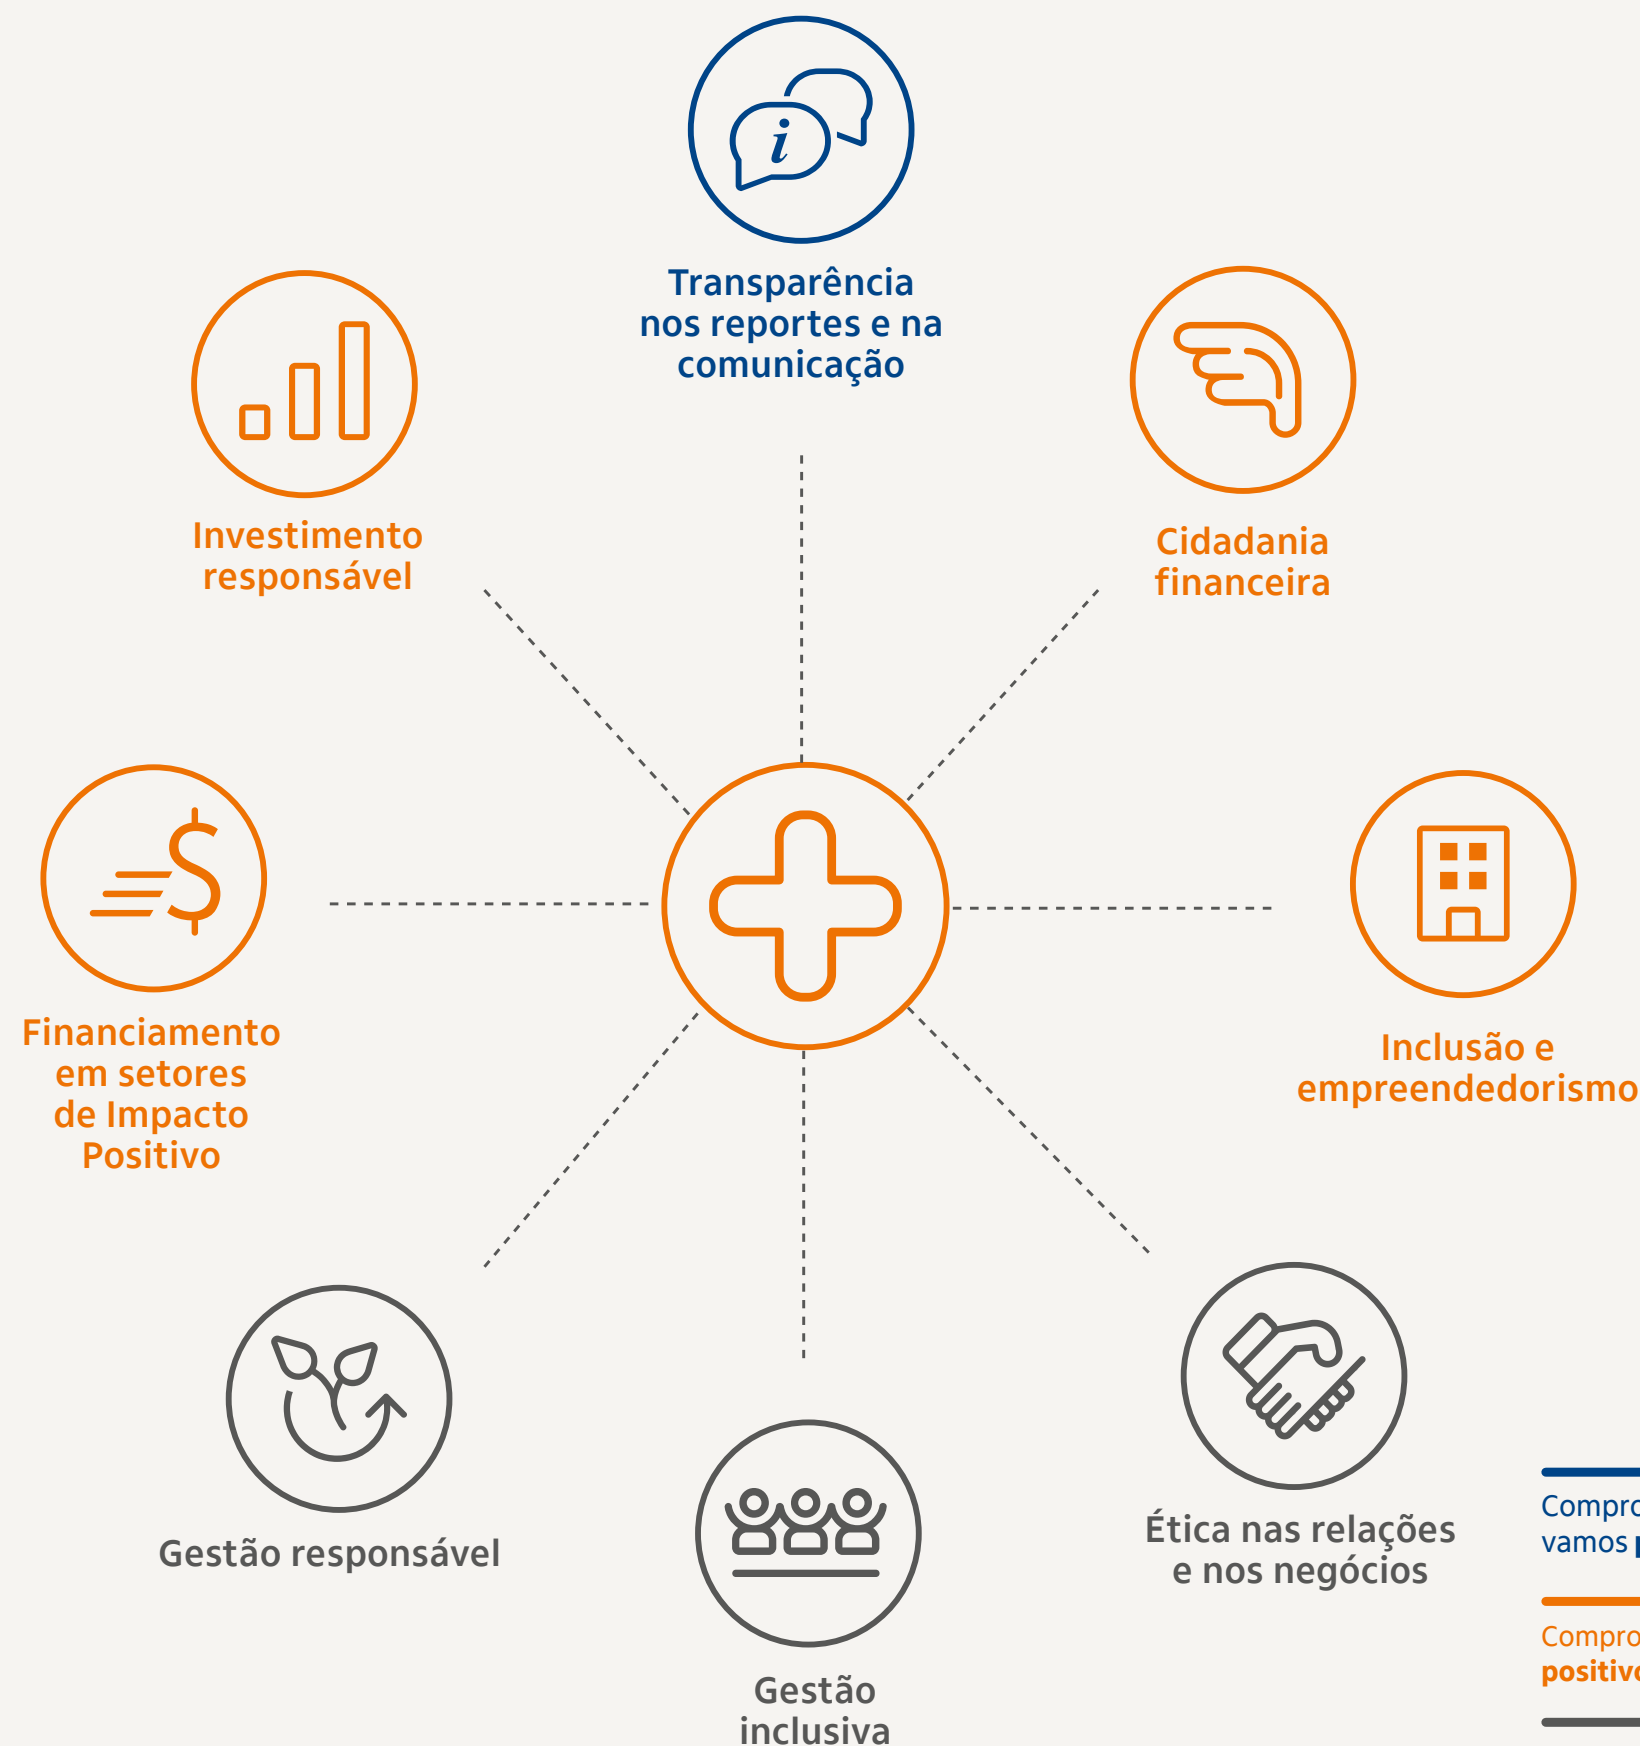 Transparência
nos reportes e na
comunicação
Investimento
responsável
Cidadania
financeira
Financiamento
em setores
de Impacto
Positivo
Inclusão e
empreendedorismo
Gestão responsável
Ética nas relações
e nos negócios
Gestão
inclusiva
vamos